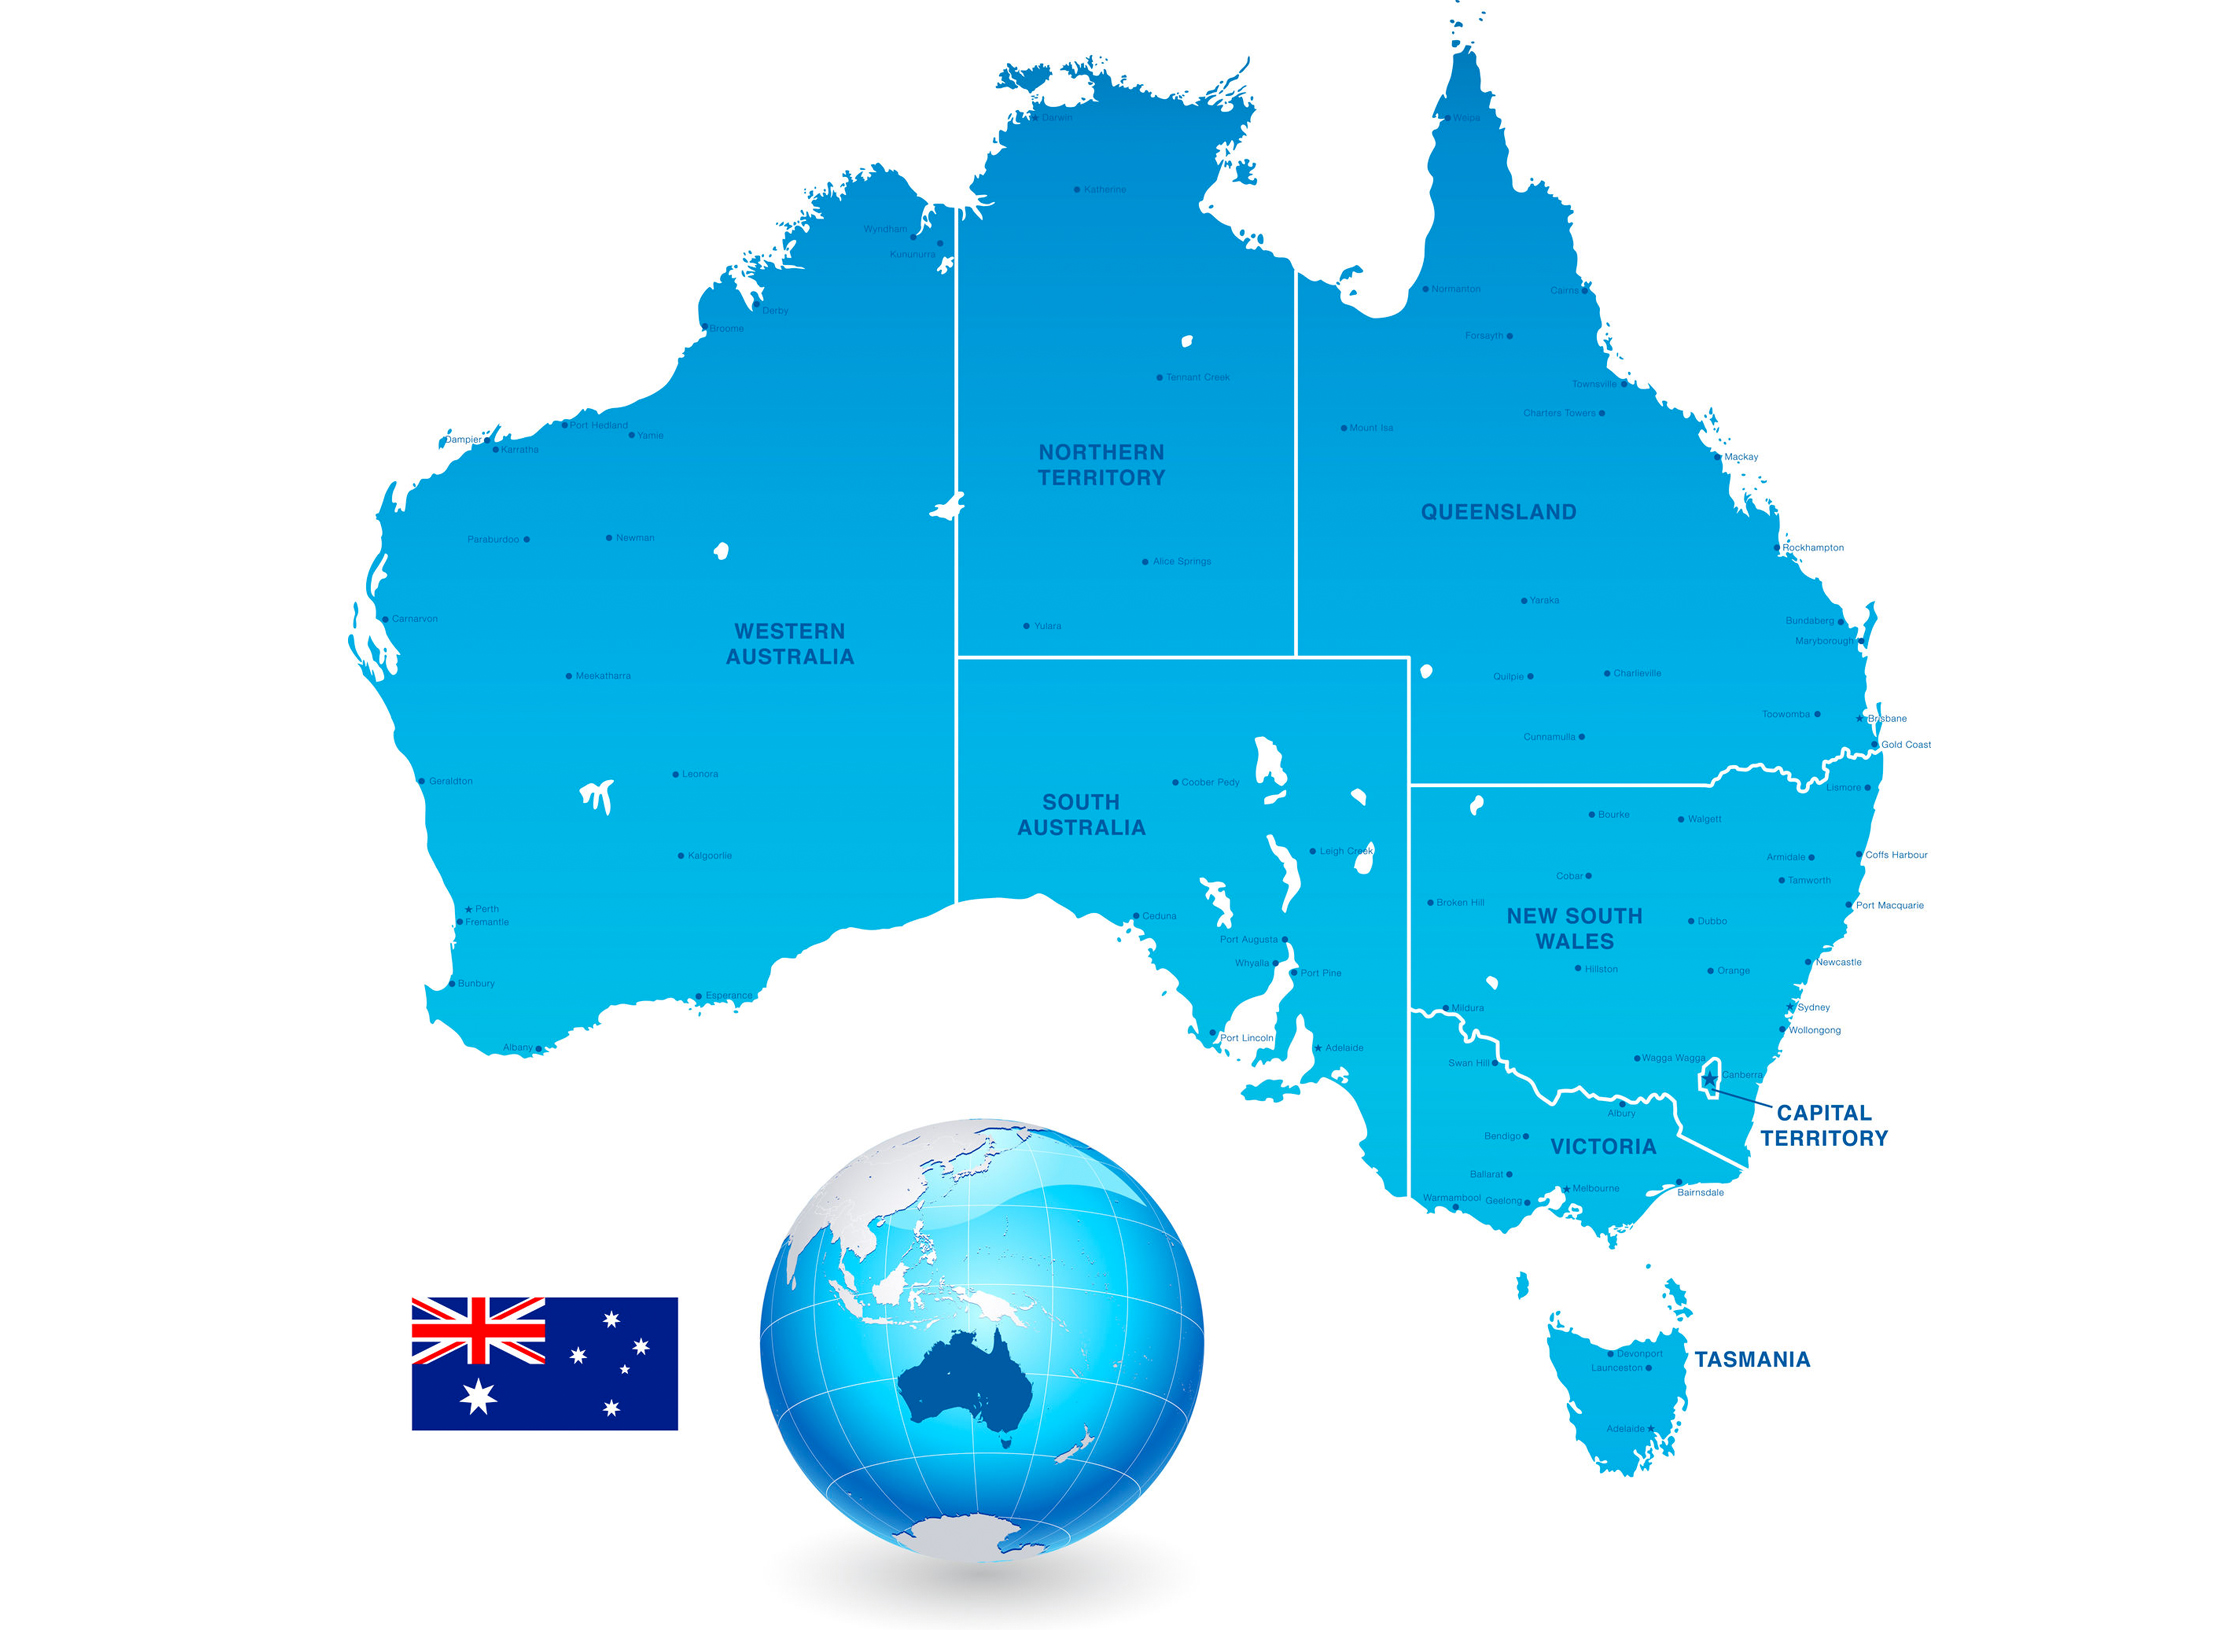 Darwin
Weipa
Katherine
Wyndham
Kununurra
Normanton
Cairns
Derby
Broome
Forsayth
Tennant Creek
Townsville
Charters Towers
Port Hedland
Yamie
Mount Isa
Dampier
Karratha
NORTHERN
TERRITORY
Mackay
QUEENSLAND
Paraburdoo
Newman
Rockhampton
Alice Springs
Yaraka
Carnarvon
Yulara
Bundaberg
WESTERN
AUSTRALIA
Maryborough
Meekatharra
Quilpie
Charlieville
Toowomba
Brisbane
Cunnamulla
Gold Coast
Leonora
Geraldton
Coober Pedy
Lismore
SOUTH
AUSTRALIA
Bourke
Walgett
Kalgoorlie
Leigh Creek
Armidale
Coffs Harbour
Cobar
Tamworth
Broken Hill
Port Macquarie
Perth
Fremantle
Ceduna
NEW SOUTH
WALES
Dubbo
Port Augusta
Whyalla
Port Pine
Hillston
Orange
Newcastle
Bunbury
Esperance
Mildura
Sydney
Port Lincoln
Wollongong
Albany
Adelaide
Swan Hill
Wagga Wagga
Canberra
Albury
CAPITAL
TERRITORY
Bendigo
VICTORIA
Ballarat
Melbourne
Bairnsdale
Warmambool
Geelong
Devonport
TASMANIA
Launceston
Adelaide